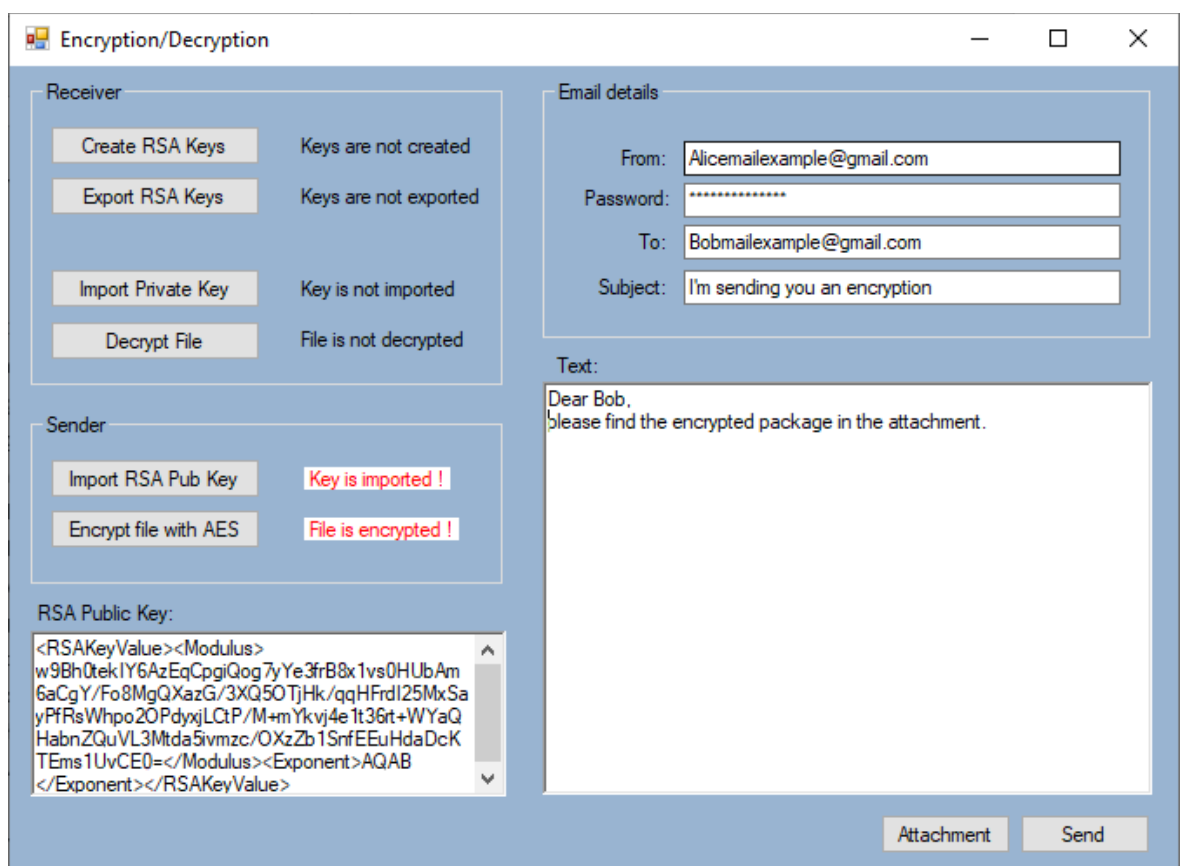 Encryption/Decryption
Receiver
Create RSA Keys
Keys are not created
Export RSA Keys
Keys are not exported
Import Private Key
Key is not imported
Decrypt File
File is not decrypted
Sender
Import RSA Pub Key
Key is imported !
Encrypt file with AES
File is encrypted !
RSA Public Key:
<RSAKeyValue><Modulus>
w9Bh0tekIY6AzEqCpgiQog7yYe3frB8x1vs0HUbAm
6aCgY/Fo8MgQXazG/3XQ5OTjHk/qqHFrdI25MxSa
yPfRsWhpo2OPdyxjLCtP/M+mYkvj4e1t36rt+WYaQ
HabnZQuVL3Mtda5ivmzc/OXzZb1SnfEEuHdaDcK
TEms1UvCE0=</Modulus><Exponent>AQAB
</Exponent></RSAKeyValue>
Email details
From:
Alicemailexample@gmail.com
Password:
**************
To:
Bobmailexample@gmail.com
Subject:
I'm sending you an encryption
Text:
Dear Bob,
please find the encrypted package in the attachment.
Attachment
Send